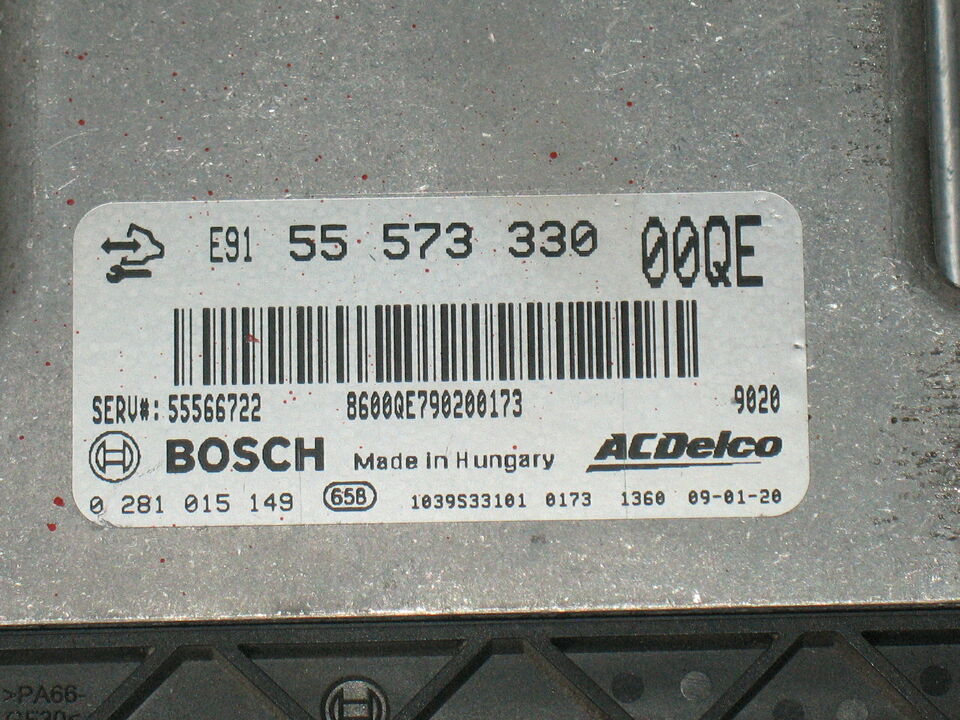 E91 55 573 330 00QE
SERV#: 55566722 8600QE790200173 9020
BOSCH Made in Hungary ACDelco
0 281 015 149 658 1039S33101 0173 1360 09-01-20
>PA66-